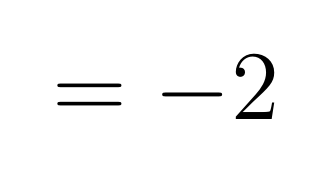 = −2